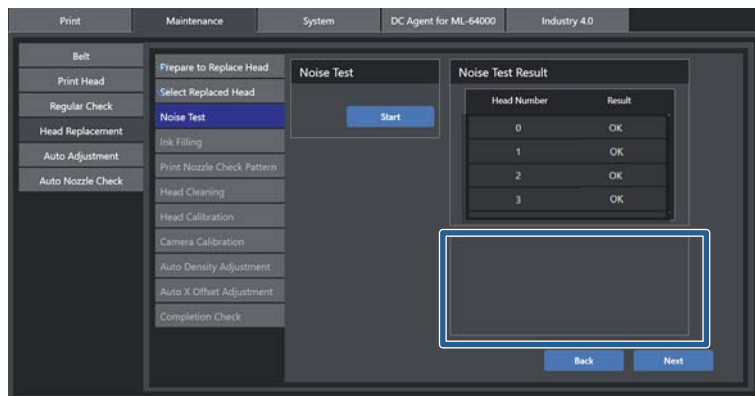 Print Maintenance System DC Agent for ML-64000 Industry 4.0
Belt
Print Head
Regular Check
Head Replacement
Auto Adjustment
Auto Nozzle Check
Prepare to Replace Head
Select Replaced Head
Noise Test
Ink Filling
Print Nozzle Check Pattern
Head Cleaning
Head Calibration
Camera Calibration
Auto Density Adjustment
Auto X Offset Adjustment
Completion Check
Noise Test
Start
Noise Test Result
Head Number Result
0 OK
1 OK
2 OK
3 OK
Back Next